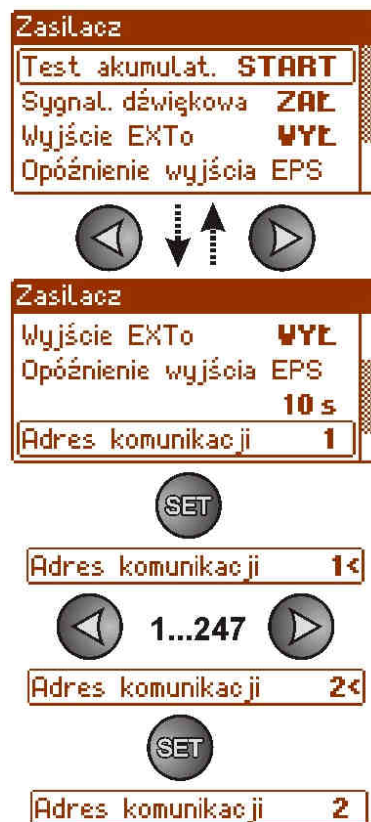 Zasilacz
Test akumulat. START
Sygnal. dźwiękowa ZAŁ
Wyjście EXTo WYŁ
Opóźnienie wyjścia EPS
Zasilacz
Wyjście EXTo WYŁ
Opóźnienie wyjścia EPS
10 s
Adres komunikacji 1
SET
Adres komunikacji 1<
1...247
Adres komunikacji 2<
SET
Adres komunikacji 2